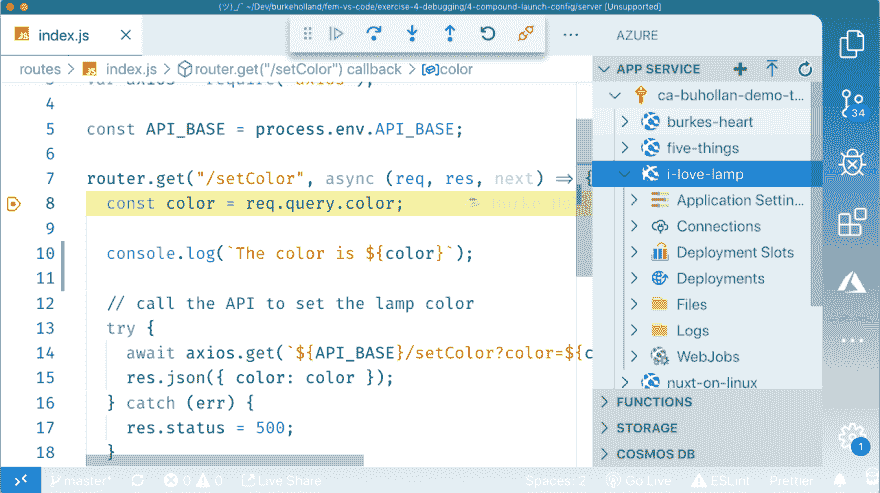 ~/Dev/burkeholland/fem-vs-code/exercise-4-debugging/4-compound-launch-config/server [Unsupported]
index.js
routes > index.js > router.get("/setColor") callback > color
4
5 const API_BASE = process.env.API_BASE;
6
7 router.get("/setColor", async (req, res, next) => {
8 const color = req.query.color;
9
10 console.log(`The color is ${color}`);
11
12 // call the API to set the lamp color
13 try {
14 await axios.get(`${API_BASE}/setColor?color=${c
15 res.json({ color: color });
16 } catch (err) {
17 res.status = 500;
18 }
AZURE
APP SERVICE
ca-buhollan-demo-t...
burkes-heart
five-things
i-love-lamp
Application Settin...
Connections
Deployment Slots
Deployments
Files
Logs
WebJobs
nuxt-on-linux
FUNCTIONS
STORAGE
COSMOS DB
34
1
master* 0 0 Live Share Spaces: 2 Go Live ESLint Prettier